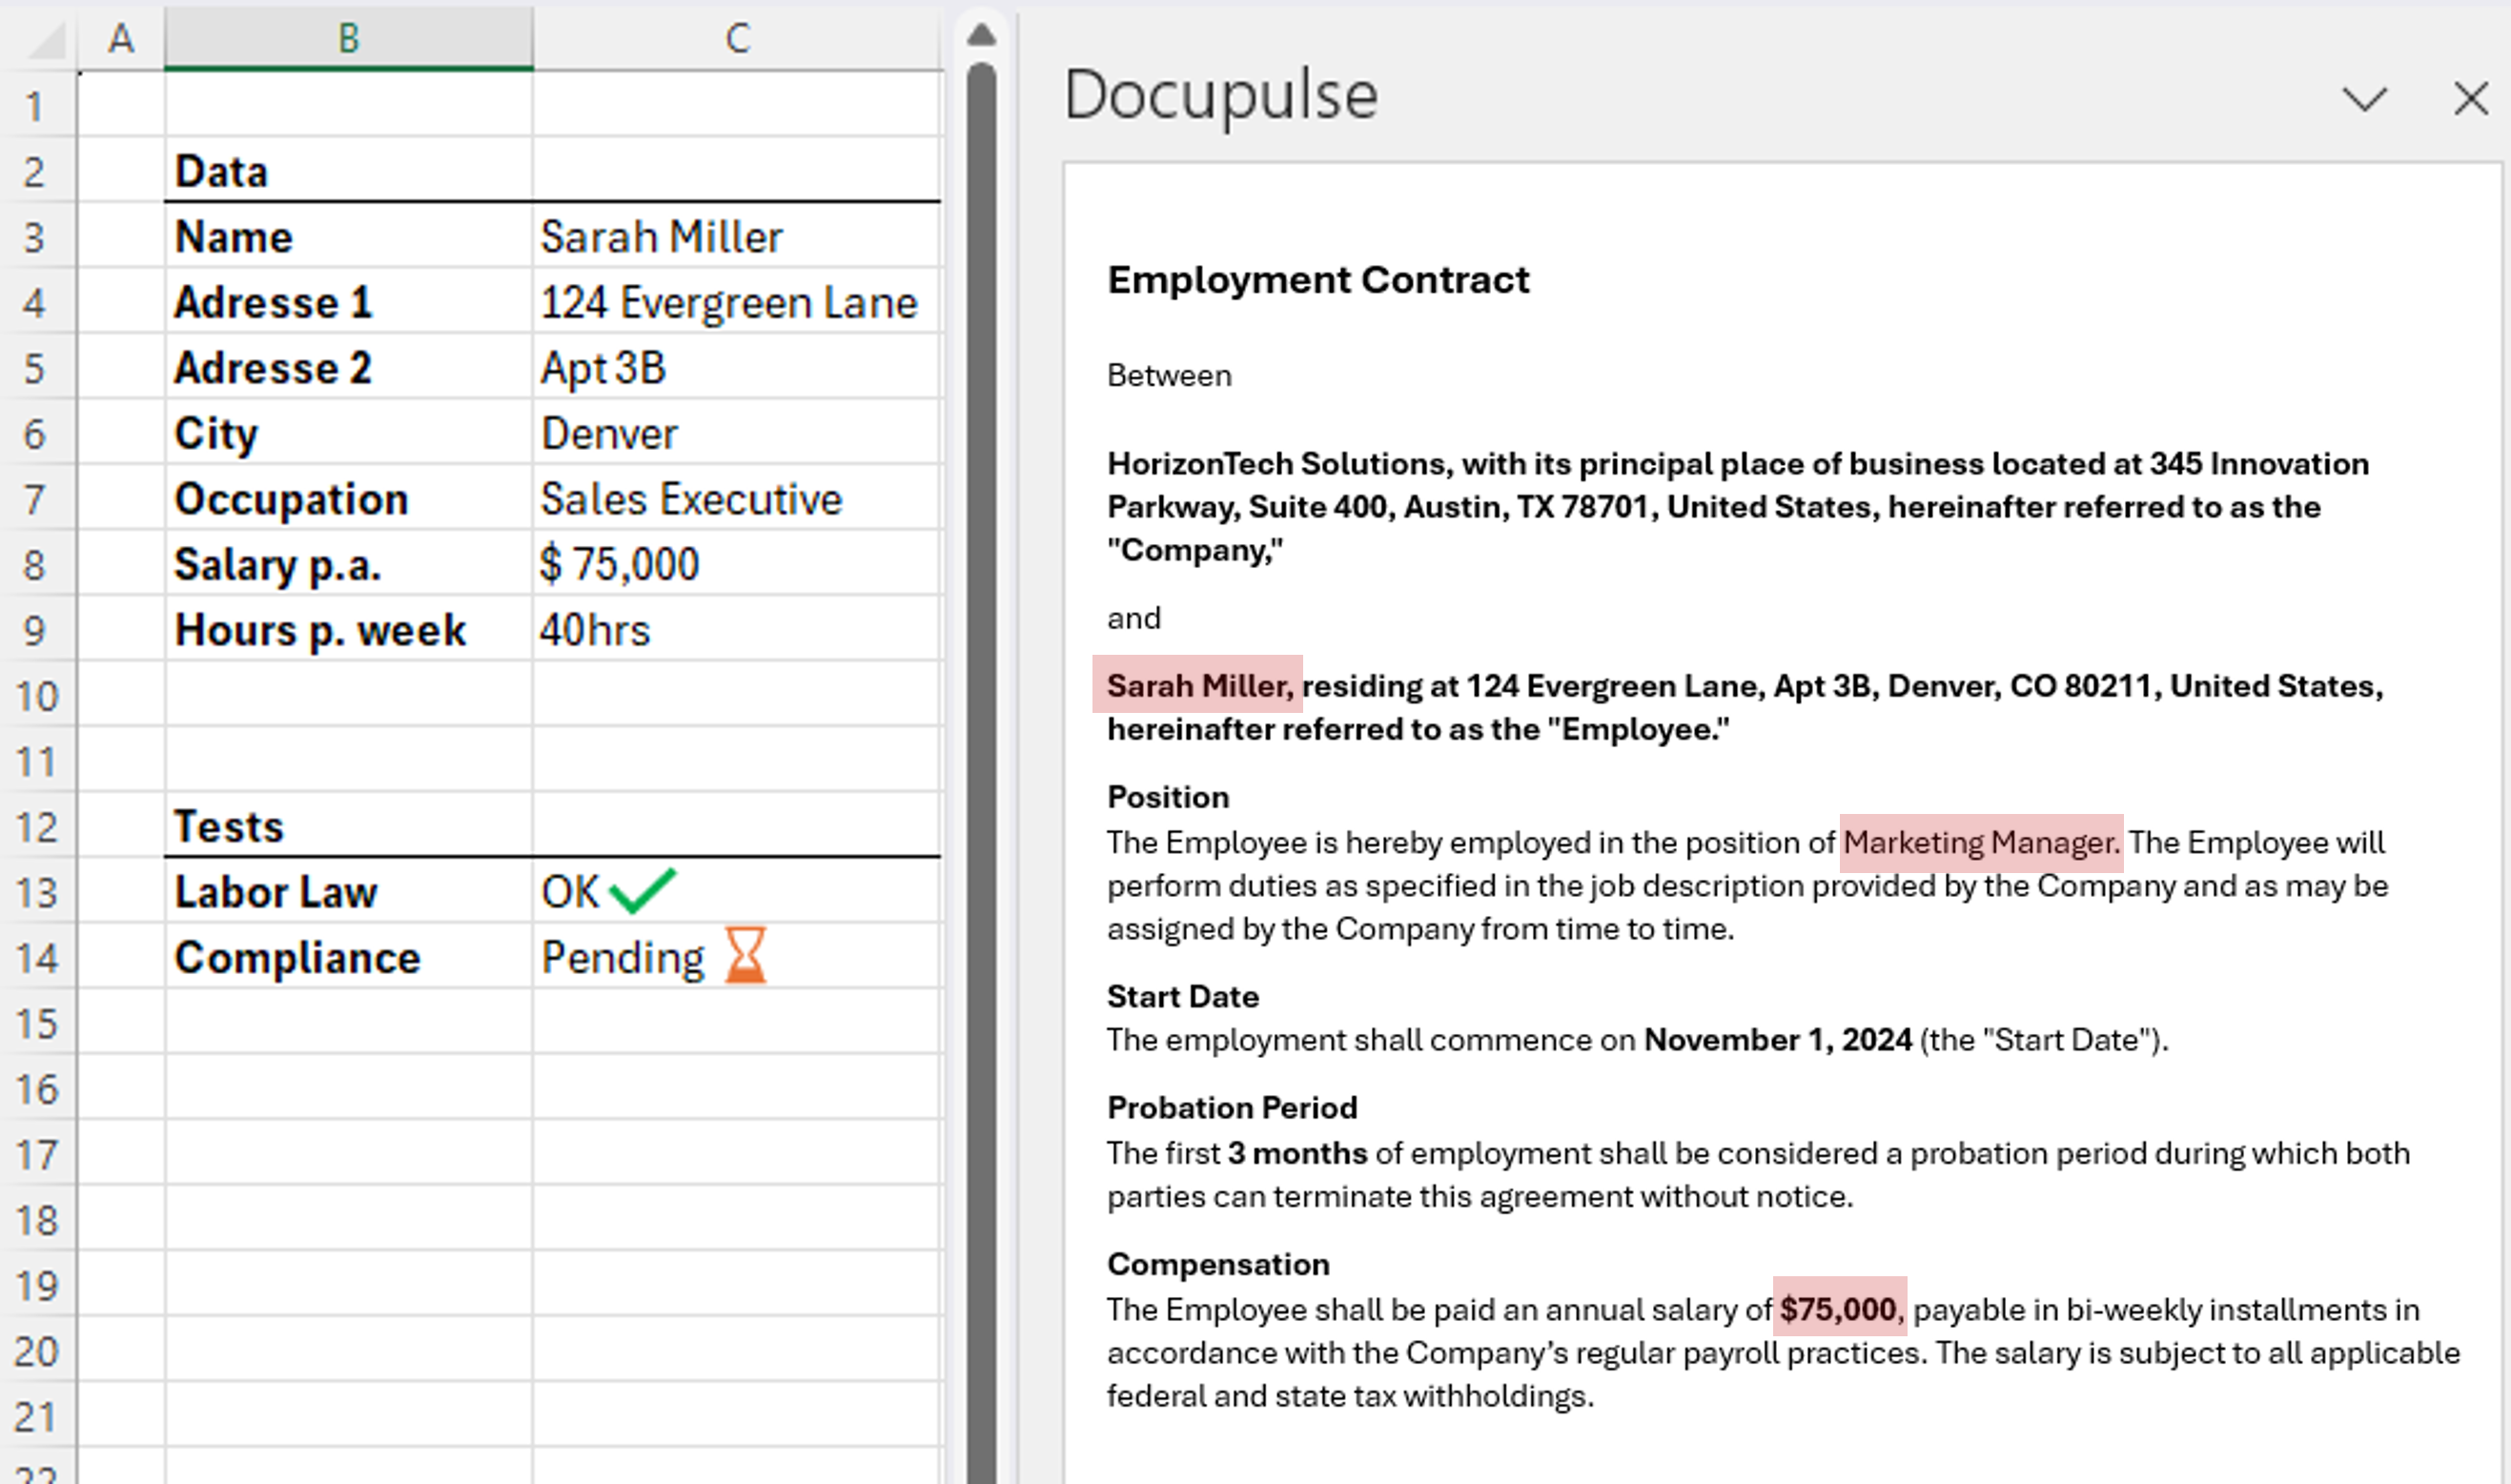 A B C
1
2 Data
3 Name Sarah Miller
4 Adresse 1 124 Evergreen Lane
5 Adresse 2 Apt 3B
6 City Denver
7 Occupation Sales Executive
8 Salary p.a. $ 75,000
9 Hours p. week 40hrs
10
11
12 Tests
13 Labor Law OK
14 Compliance Pending
15
16
17
18
19
20
21
22
Docupulse
Employment Contract
Between
HorizonTech Solutions, with its principal place of business located at 345 Innovation
Parkway, Suite 400, Austin, TX 78701, United States, hereinafter referred to as the
"Company,"
and
Sarah Miller, residing at 124 Evergreen Lane, Apt 3B, Denver, CO 80211, United States,
hereinafter referred to as the "Employee."
Position
The Employee is hereby employed in the position of Marketing Manager. The Employee will
perform duties as specified in the job description provided by the Company and as may be
assigned by the Company from time to time.
Start Date
The employment shall commence on November 1, 2024 (the "Start Date").
Probation Period
The first 3 months of employment shall be considered a probation period during which both
parties can terminate this agreement without notice.
Compensation
The Employee shall be paid an annual salary of $75,000, payable in bi-weekly installments in
accordance with the Company’s regular payroll practices. The salary is subject to all applicable
federal and state tax withholdings.